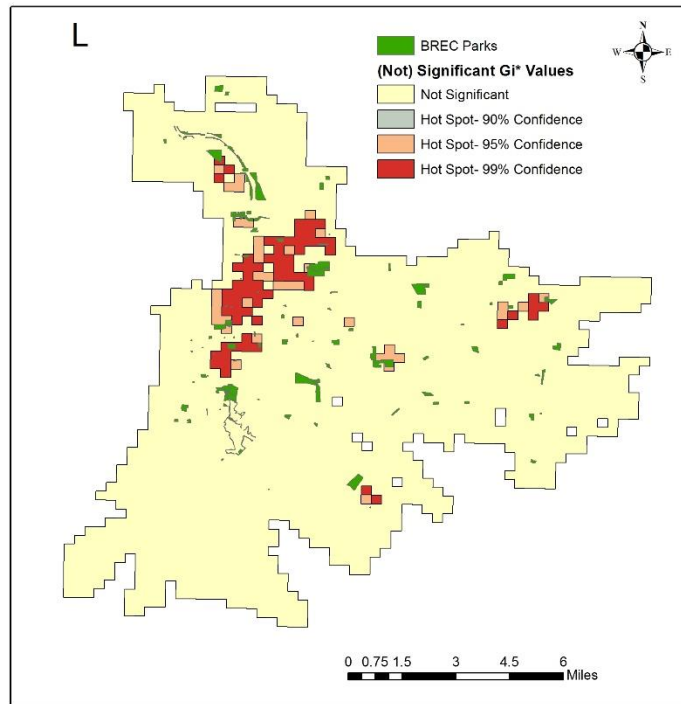 L
BREC Parks
(Not) Significant Gi* Values
Not Significant
Hot Spot- 90% Confidence
Hot Spot- 95% Confidence
Hot Spot- 99% Confidence
N
W E
S
0 0.75 1.5 3 4.5 6
Miles